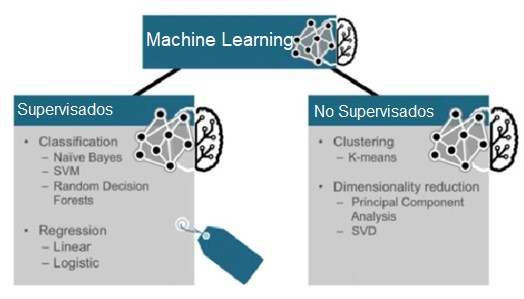 Machine Learning
Supervisados
• Classification
– Naïve Bayes
– SVM
– Random Decision
Forests
• Regression
– Linear
– Logistic
No Supervisados
• Clustering
– K-means
• Dimensionality reduction
– Principal Component
Analysis
– SVD